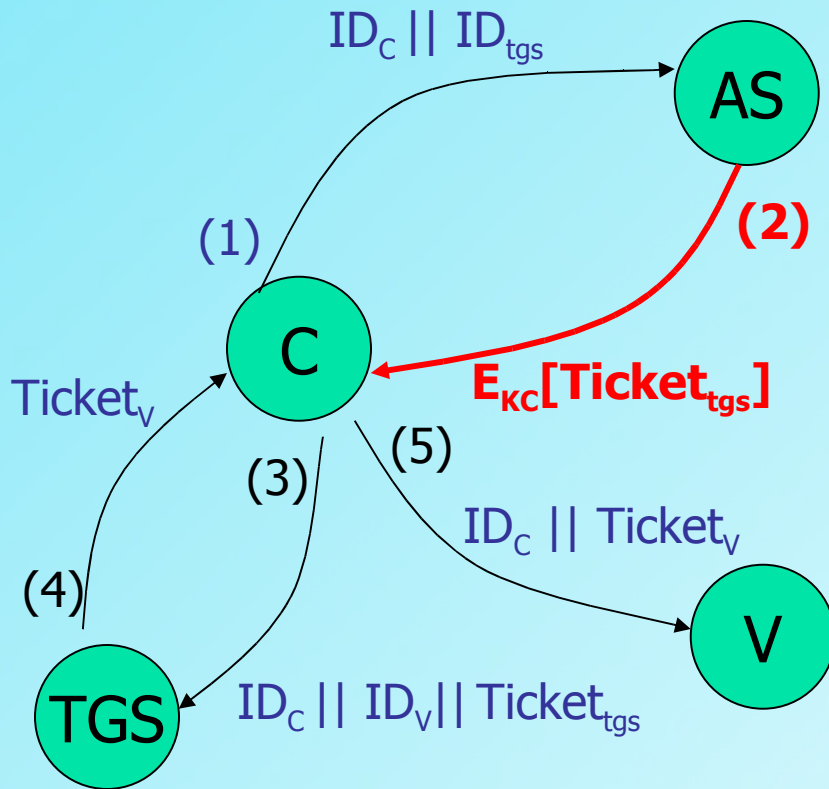 ID_C || ID_tgs
AS
(1)
(2)
C
E_KC[Ticket_tgs]
Ticket_V
(3)
(5)
ID_C || Ticket_V
(4)
V
TGS
ID_C || ID_V|| Ticket_tgs